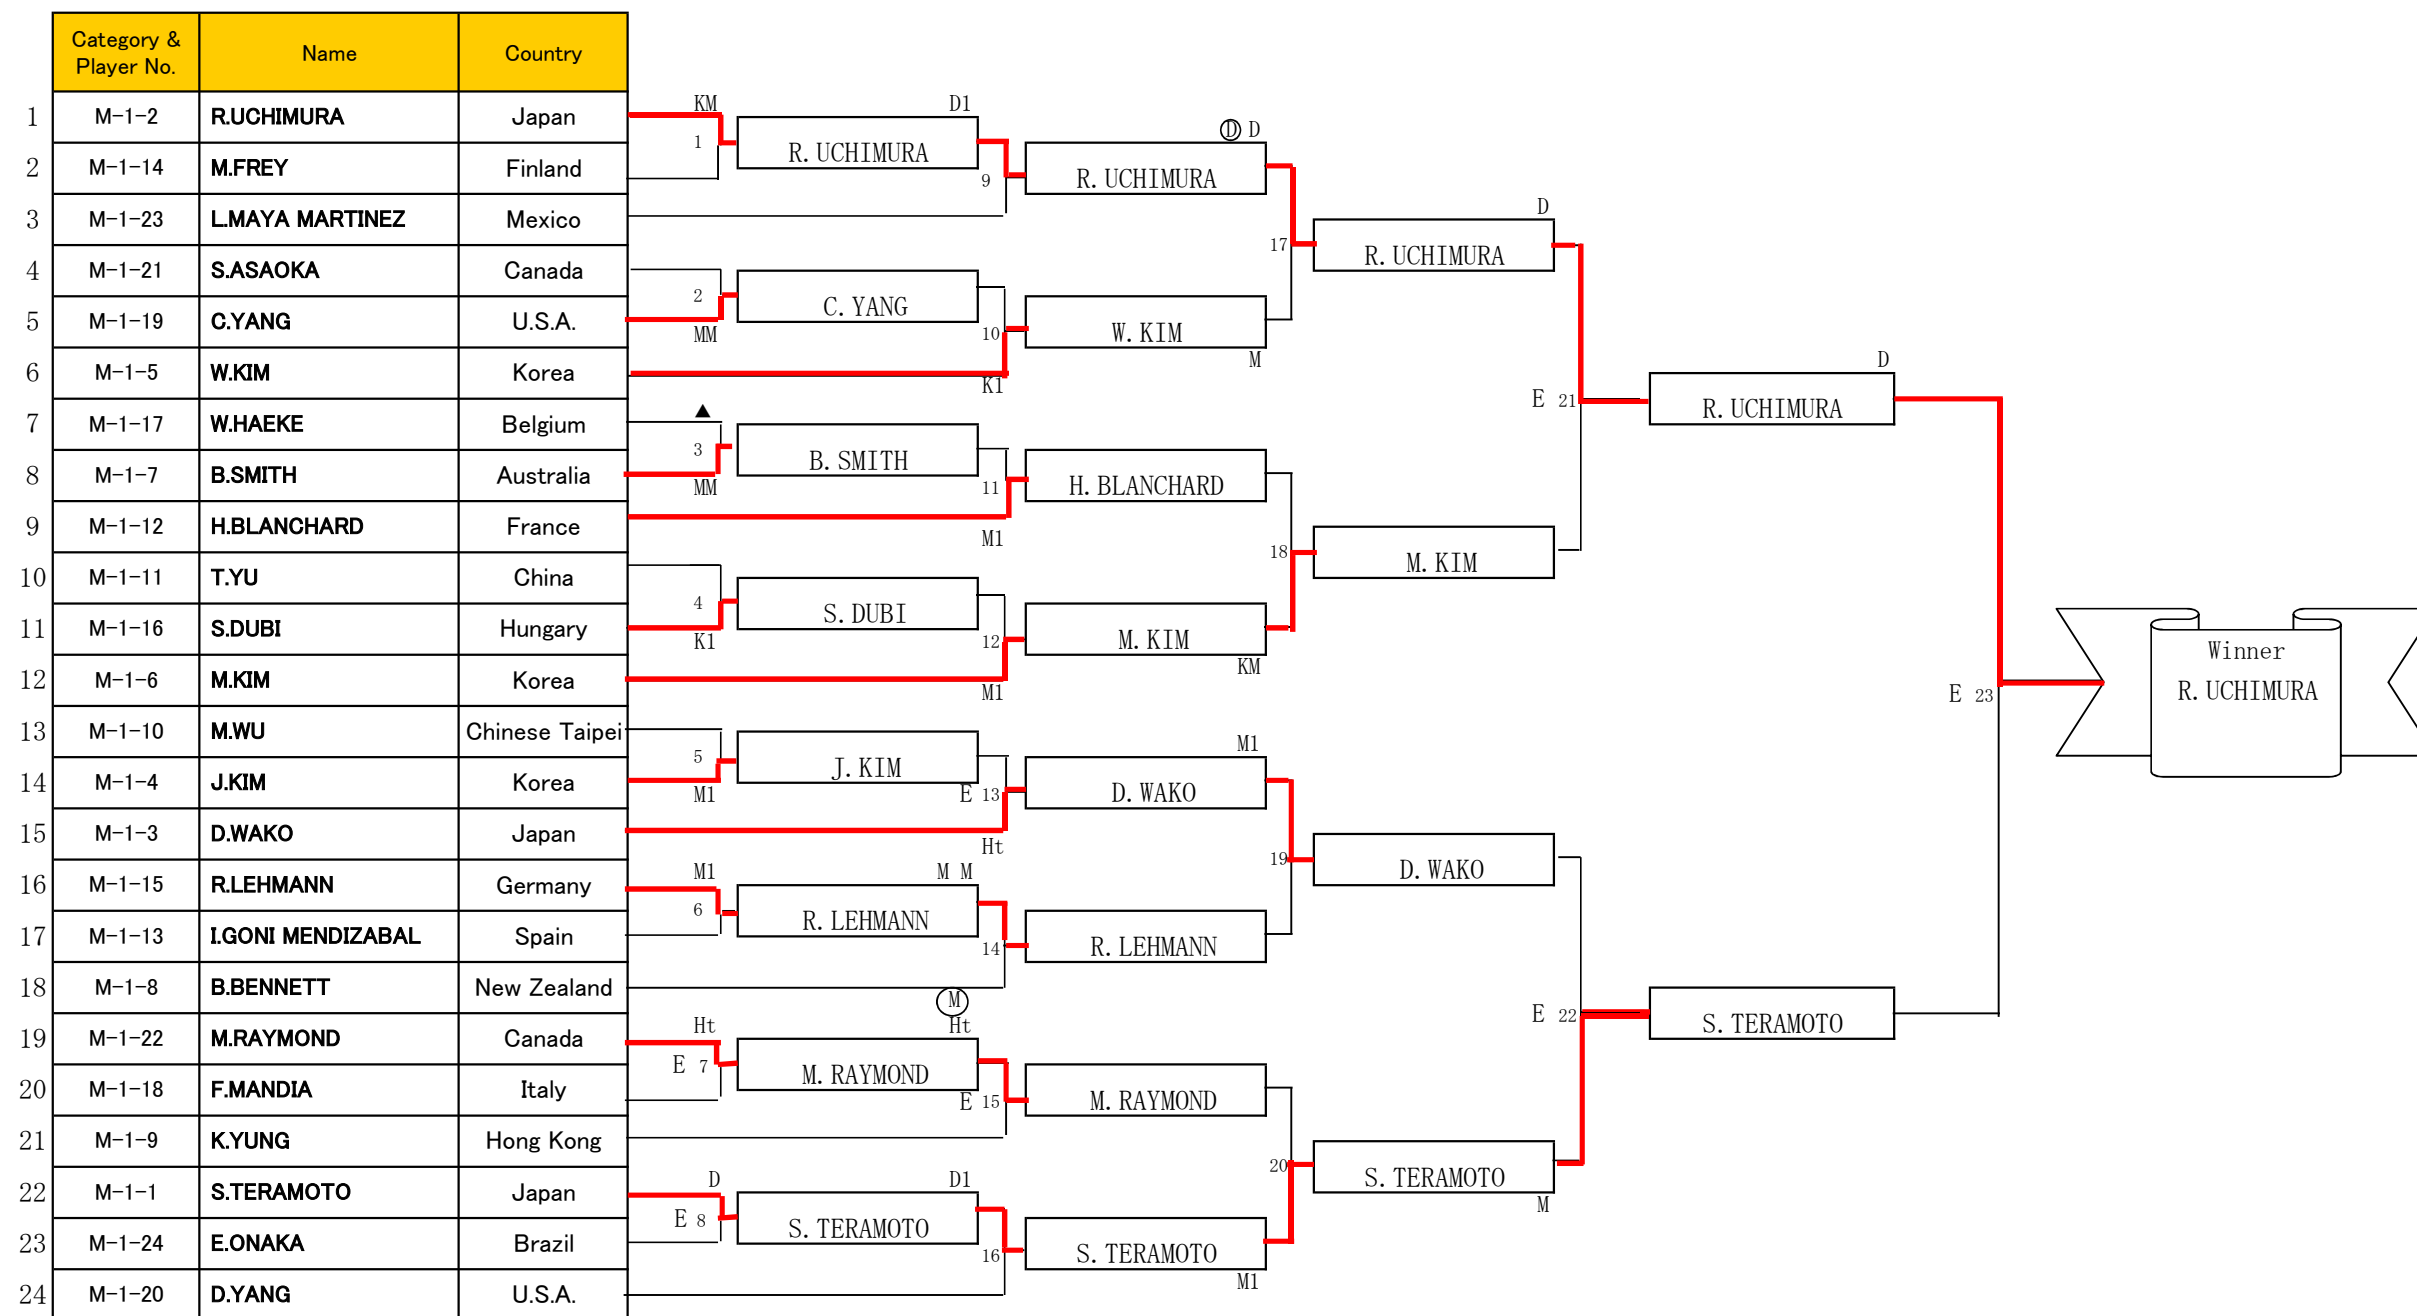 Category & Player No. Name Country
1 M-1-2 R.UCHIMURA Japan
2 M-1-14 M.FREY Finland
3 M-1-23 L.MAYA MARTINEZ Mexico
4 M-1-21 S.ASAOKA Canada
5 M-1-19 C.YANG U.S.A.
6 M-1-5 W.KIM Korea
7 M-1-17 W.HAEKE Belgium
8 M-1-7 B.SMITH Australia
9 M-1-12 H.BLANCHARD France
10 M-1-11 T.YU China
11 M-1-16 S.DUBI Hungary
12 M-1-6 M.KIM Korea
13 M-1-10 M.WU Chinese Taipei
14 M-1-4 J.KIM Korea
15 M-1-3 D.WAKO Japan
16 M-1-15 R.LEHMANN Germany
17 M-1-13 I.GONI MENDIZABAL Spain
18 M-1-8 B.BENNETT New Zealand
19 M-1-22 M.RAYMOND Canada
20 M-1-18 F.MANDIA Italy
21 M-1-9 K.YUNG Hong Kong
22 M-1-1 S.TERAMOTO Japan
23 M-1-24 E.ONAKA Brazil
24 M-1-20 D.YANG U.S.A.
KM
1
2
MM
▲
3
MM
4
K1
5
M1
M1
6
Ht
E 7
D
E 8
D1
R. UCHIMURA
9
C. YANG
10
K1
B. SMITH
11
M1
S. DUBI
12
M1
J. KIM
E 13
Ht
M M
R. LEHMANN
14
Ⓜ
Ht
M. RAYMOND
E 15
D1
S. TERAMOTO
16
Ⓓ D
R. UCHIMURA
17
W. KIM
M
H. BLANCHARD
18
M. KIM
KM
M1
D. WAKO
19
R. LEHMANN
M. RAYMOND
20
S. TERAMOTO
M1
D
R. UCHIMURA
E 21
M. KIM
D. WAKO
E 22
S. TERAMOTO
M
D
R. UCHIMURA
E 23
S. TERAMOTO
Winner
R. UCHIMURA